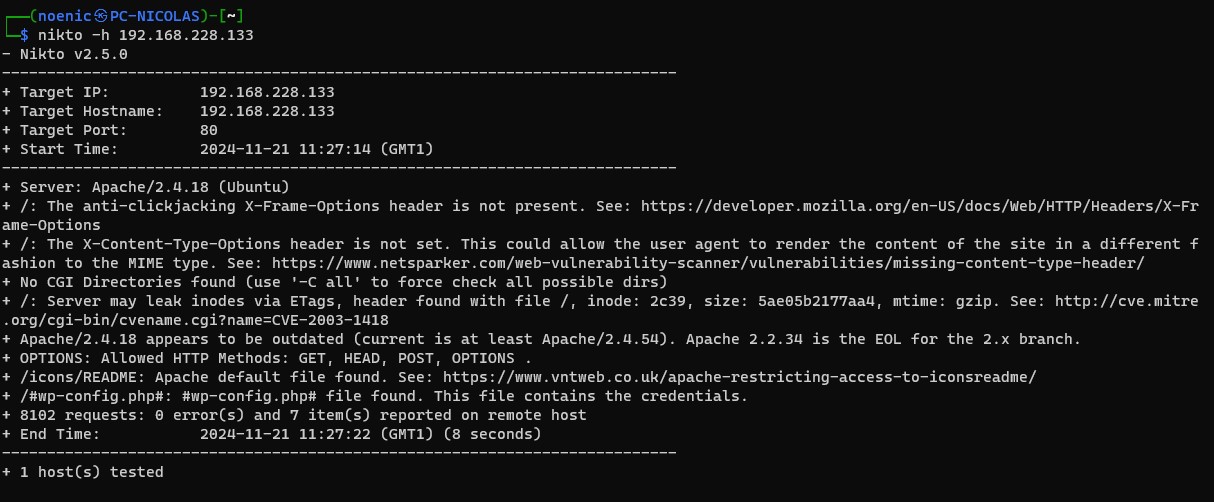 ┌──(noenic㉿PC-NICOLAS)-[~]
└─$ nikto -h 192.168.228.133
- Nikto v2.5.0
---------------------------------------------------------------------------
+ Target IP:          192.168.228.133
+ Target Hostname:    192.168.228.133
+ Target Port:        80
+ Start Time:         2024-11-21 11:27:14 (GMT1)
---------------------------------------------------------------------------
+ Server: Apache/2.4.18 (Ubuntu)
+ /: The anti-clickjacking X-Frame-Options header is not present. See: https://developer.mozilla.org/en-US/docs/Web/HTTP/Headers/X-Fr
ame-Options
+ /: The X-Content-Type-Options header is not set. This could allow the user agent to render the content of the site in a different f
ashion to the MIME type. See: https://www.netsparker.com/web-vulnerability-scanner/vulnerabilities/missing-content-type-header/
+ No CGI Directories found (use '-C all' to force check all possible dirs)
+ /: Server may leak inodes via ETags, header found with file /, inode: 2c39, size: 5ae05b2177aa4, mtime: gzip. See: http://cve.mitre
.org/cgi-bin/cvename.cgi?name=CVE-2003-1418
+ Apache/2.4.18 appears to be outdated (current is at least Apache/2.4.54). Apache 2.2.34 is the EOL for the 2.x branch.
+ OPTIONS: Allowed HTTP Methods: GET, HEAD, POST, OPTIONS .
+ /icons/README: Apache default file found. See: https://www.vntweb.co.uk/apache-restricting-access-to-iconsreadme/
+ /#wp-config.php#: #wp-config.php# file found. This file contains the credentials.
+ 8102 requests: 0 error(s) and 7 item(s) reported on remote host
+ End Time:           2024-11-21 11:27:22 (GMT1) (8 seconds)
---------------------------------------------------------------------------
+ 1 host(s) tested